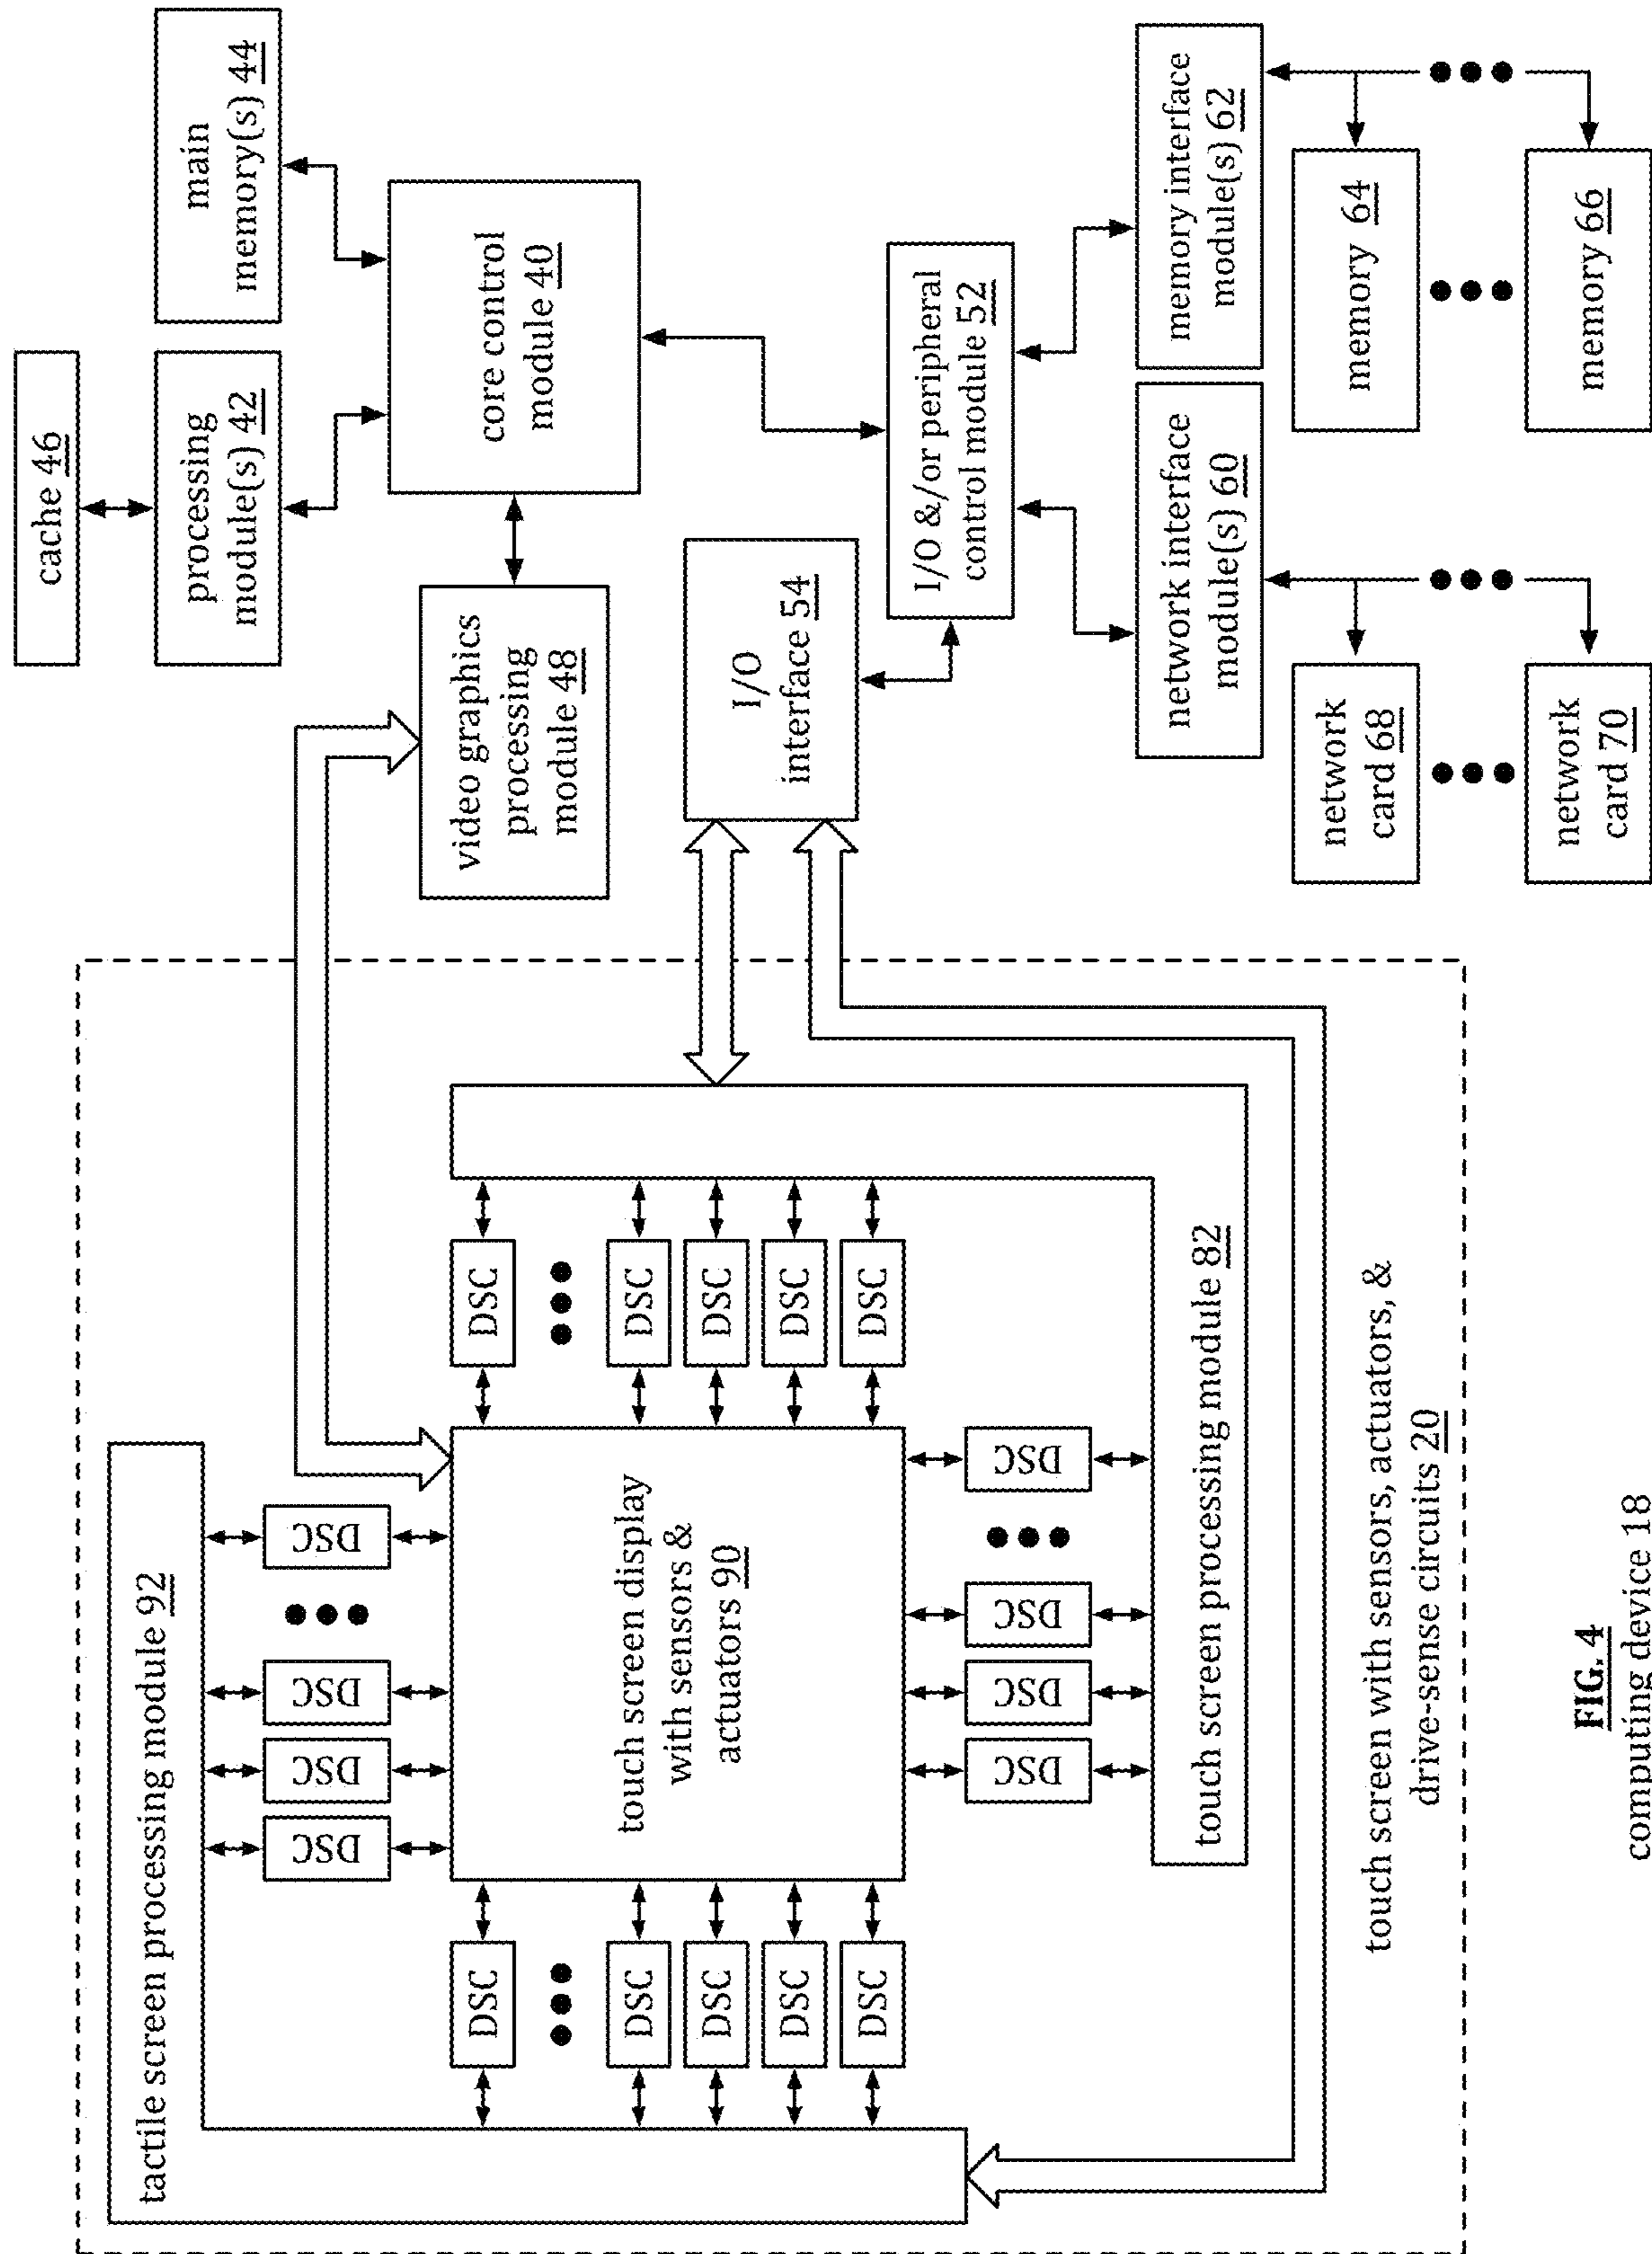 cache 46
processing
module(s) 42
main
memory(s) 44
core control
module 40
video graphics
processing
module 48
I/O
interface 54
I/O &/or peripheral
control module 52
network interface
module(s) 60
memory interface
module(s) 62
network
card 68
network
card 70
memory 64
memory 66
tactile screen processing module 92
DSC
DSC
DSC
DSC
DSC
DSC
DSC
DSC
DSC
touch screen display
with sensors &
actuators 90
DSC
DSC
DSC
DSC
DSC
DSC
DSC
DSC
DSC
touch screen processing module 82
touch screen with sensors, actuators, &
drive-sense circuits 20
FIG. 4
computing device 18